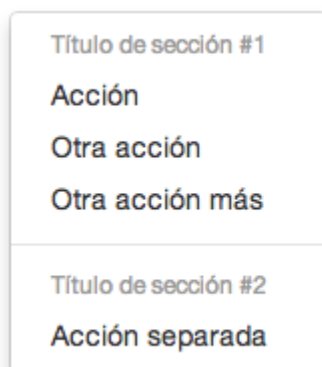 Título de sección #1
Acción
Otra acción
Otra acción más
Título de sección #2
Acción separada